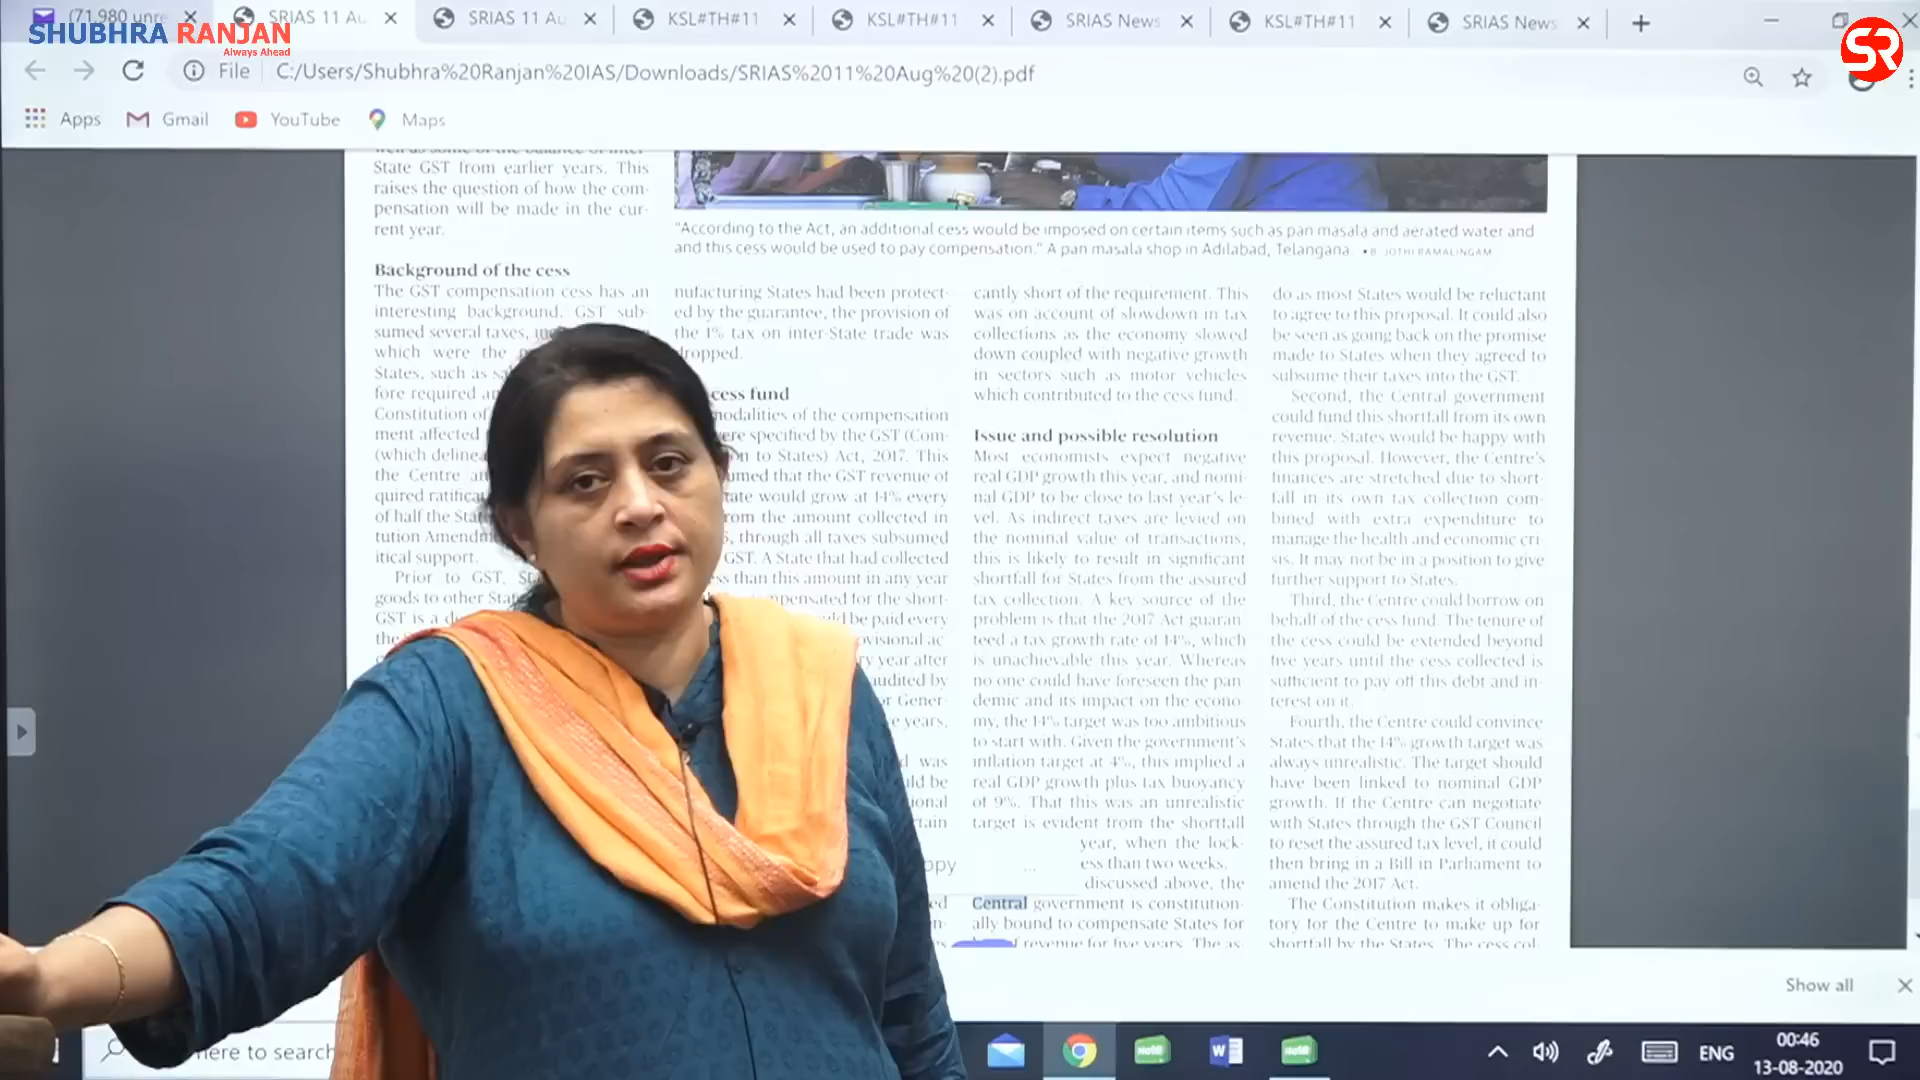 (71,980 unre
SRIAS 11 Au
SRIAS 11 Au
KSL#TH#11
KSL#TH#11
SRIAS News
KSL#TH#11
SRIAS News
SHUBHRA RANJAN
Always Ahead
SR
File
C:/Users/Shubhra%20Ranjan%20IAS/Downloads/SRIAS%2011%20Aug%20(2).pdf
Apps
Gmail
YouTube
Maps
State GST from earlier years. This
raises the question of how the com-
pensation will be made in the cur-
rent year.
Background of the cess
The GST compensation cess has an
interesting background. GST sub-
sumed several taxes,
which were the
States, such as
fore required
Constitution of
ment affected
(which
the Centre
quired
of half the
tution
itical support.
Prior to GST,
goods to other
GST is a
the
"According to the Act, an additional cess would be imposed on certain items such as pan masala and aerated water and
and this cess would be used to pay compensation." A pan masala shop in Adilabad, Telangana. • B. JOTHI RAMALINGAM
nufacturing States had been protect-
ed by the guarantee, the provision of
the 1% tax on inter-State trade was
dropped.
cess fund
modalities of the compensation
were specified by the GST (Com-
to States) Act, 2017. This
that the GST revenue of
would grow at 14% every
from the amount collected in
through all taxes subsumed
GST. A State that had collected
than this amount in any year
for the short-
be paid every
year after
audited by
Gener-
years,
was
be
cantly short of the requirement. This
was on account of slowdown in tax
collections as the economy slowed
down coupled with negative growth
in sectors such as motor vehicles
which contributed to the cess fund.
Issue and possible resolution
Most economists expect negative
real GDP growth this year, and nomi-
nal GDP to be close to last year's le-
vel. As indirect taxes are levied on
the nominal value of transactions,
this is likely to result in significant
shortfall for States from the assured
tax collection. A key source of the
problem is that the 2017 Act guaran-
teed a tax growth rate of 14%, which
is unachievable this year. Whereas
no one could have foreseen the pan-
demic and its impact on the econo-
my, the 14% target was too ambitious
to start with. Given the government's
inflation target at 4%, this implied a
real GDP growth plus tax buoyancy
of 9%. That this was an unrealistic
target is evident from the shortfall
year, when the lock-
ess than two weeks.
discussed above, the
Central government is constitution-
ally bound to compensate States for
revenue for five years. The as-
do as most States would be reluctant
to agree to this proposal. It could also
be seen as going back on the promise
made to States when they agreed to
subsume their taxes into the GST.
Second, the Central government
could fund this shortfall from its own
revenue. States would be happy with
this proposal. However, the Centre's
finances are stretched due to short-
fall in its own tax collection com-
bined with extra expenditure to
manage the health and economic cri-
sis. It may not be in a position to give
further support to States.
Third, the Centre could borrow on
behalf of the cess fund. The tenure of
the cess could be extended beyond
five years until the cess collected is
sufficient to pay off this debt and in-
terest on it.
Fourth, the Centre could convince
States that the 14% growth target was
always unrealistic. The target should
have been linked to nominal GDP
growth. If the Centre can negotiate
with States through the GST Council
to reset the assured tax level, it could
then bring in a Bill in Parliament to
amend the 2017 Act.
The Constitution makes it obliga-
tory for the Centre to make up for
shortfall by the States. The cess col-
Show all
here to search
ENG
00:46
13-08-2020